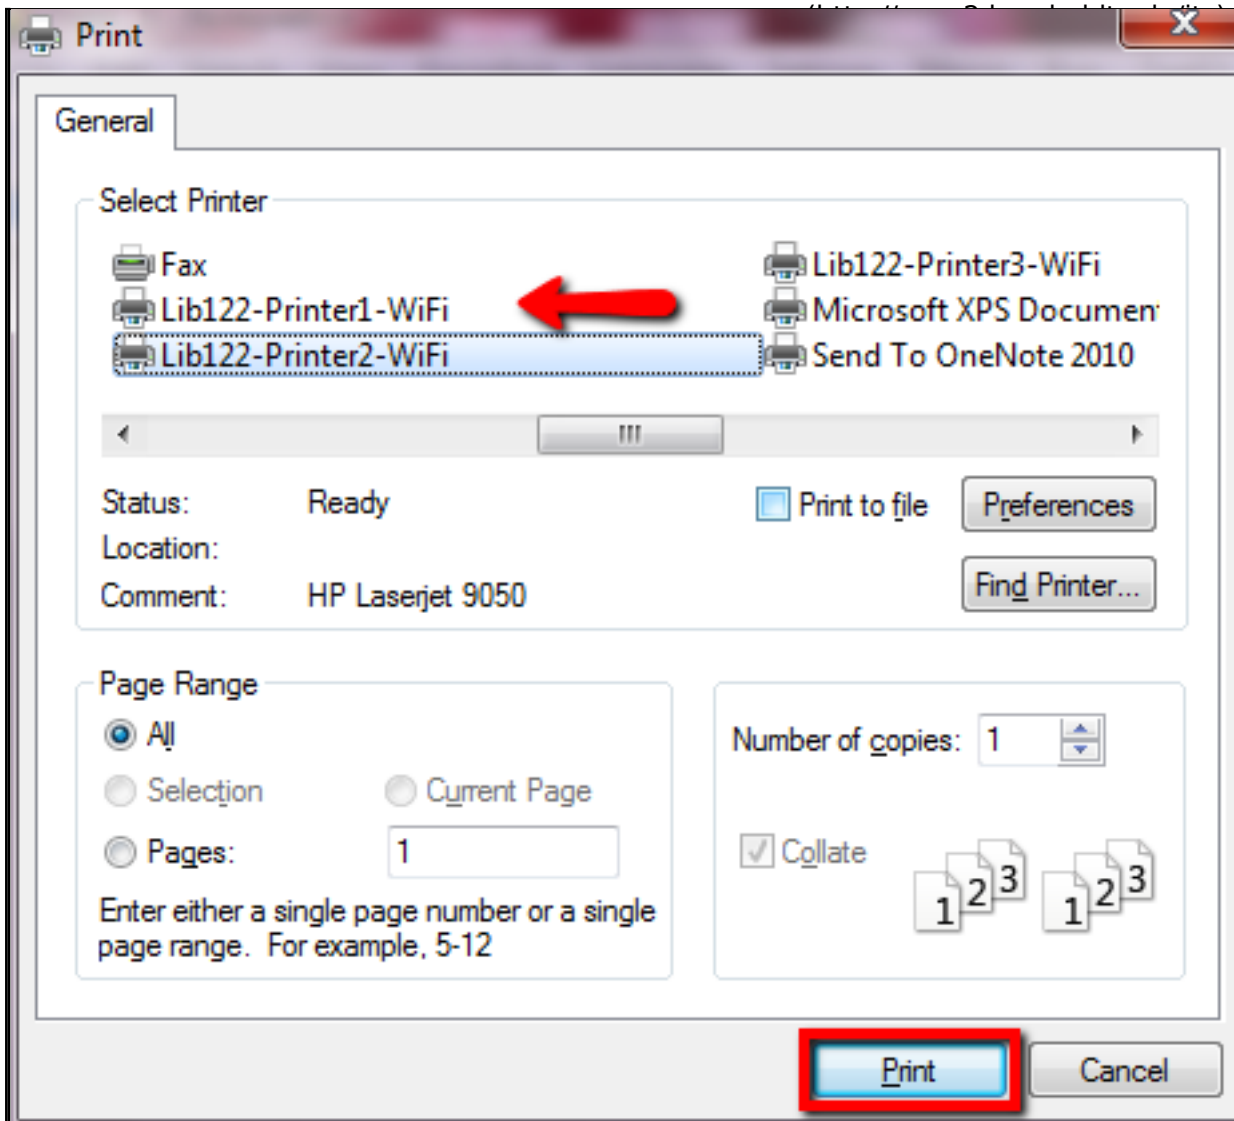 Print
General
Select Printer
Fax
Lib122-Printer1-WiFi
Lib122-Printer2-WiFi
Lib122-Printer3-WiFi
Microsoft XPS Documen
Send To OneNote 2010
Status: Ready
Location:
Comment: HP Laserjet 9050
Print to file
Preferences
Find Printer...
Page Range
All
Selection
Current Page
Pages: 1
Enter either a single page number or a single
page range. For example, 5-12
Number of copies: 1
Collate
1 2 3 1 2 3
Print
Cancel